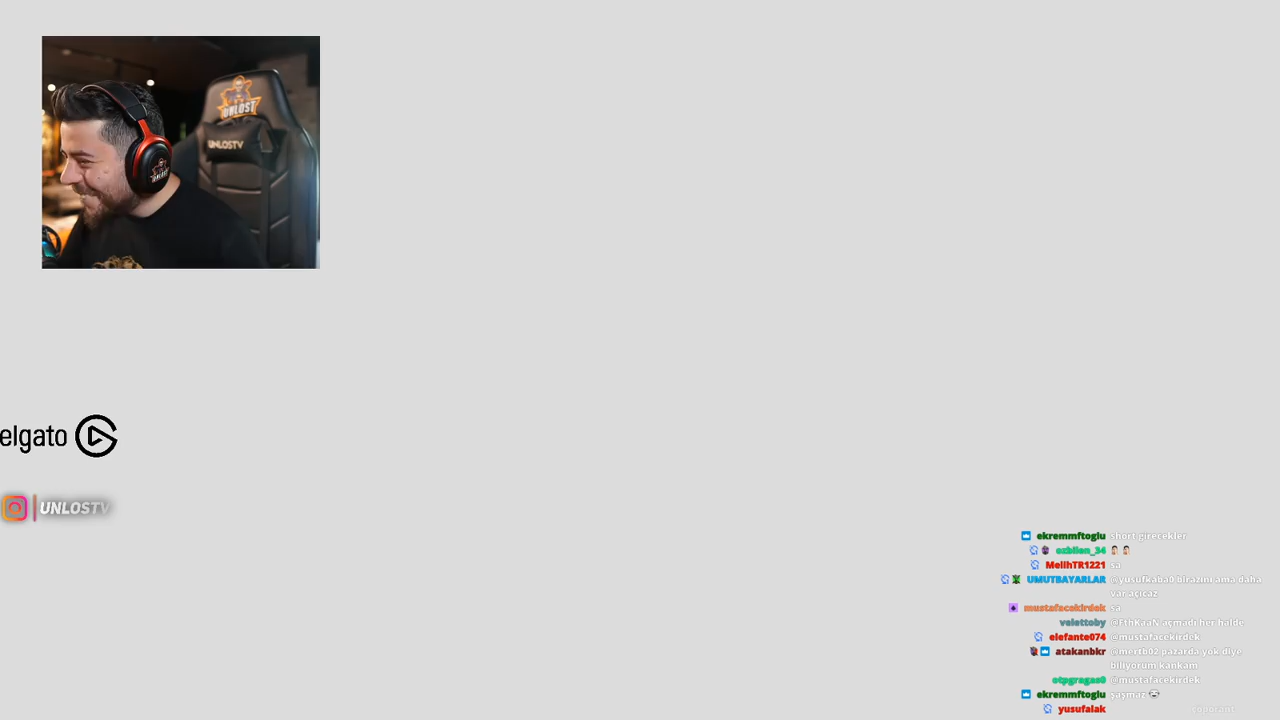 UNLOST
UNLOSTV
elgato
UNLOSTV
ekremmftoglu short girecekler
ezbilen_34
MelihTR1221 sa
UMUTBAYARLAR @yusufkaba0 birazını ama daha
var açıcaz
mustafacekirdek sa
velettoby @FthKaaN açmadı her halde
elefante074 @mustafacekirdek
atakanbkr @mertb02 pazarda yok diye
biliyorum kankam
otpgragas0 @mustafacekirdek
ekremmftoglu şaşmaz
yusufalak